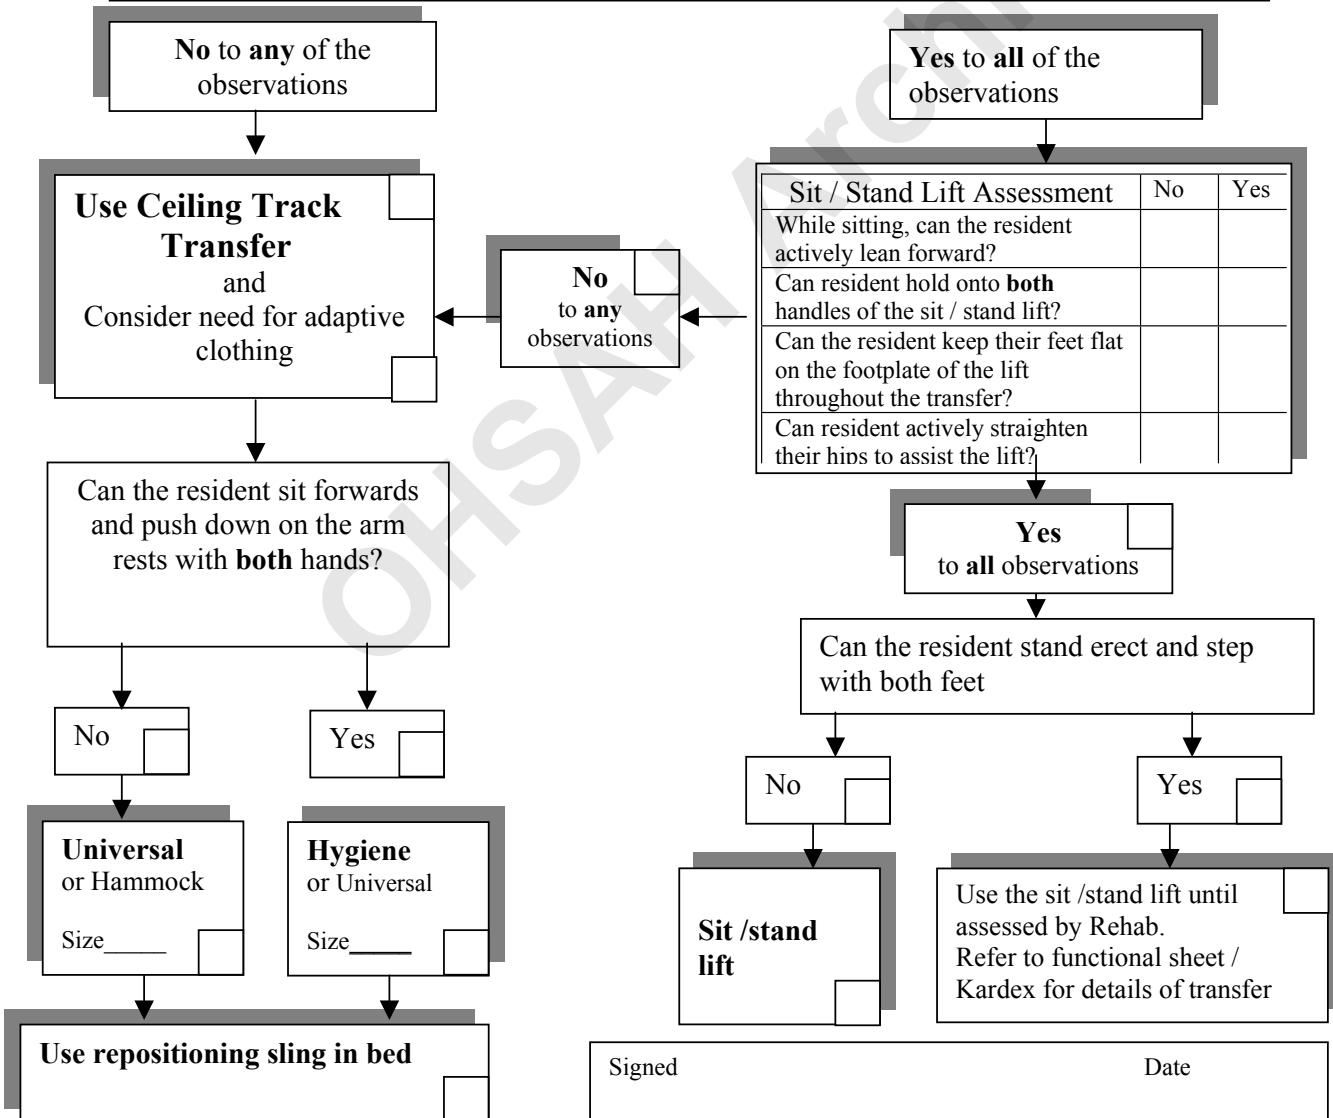 No to any of the
observations
Yes to all of the
observations
Use Ceiling Track
Transfer
and
Consider need for adaptive
clothing
No
to any
observations
Sit / Stand Lift Assessment No Yes
While sitting, can the resident
actively lean forward?
Can resident hold onto both
handles of the sit / stand lift?
Can the resident keep their feet flat
on the footplate of the lift
throughout the transfer?
Can resident actively straighten
their hips to assist the lift?
Can the resident sit forwards
and push down on the arm
rests with both hands?
Yes
to all observations
Can the resident stand erect and step
with both feet
No
Yes
No
Yes
Universal
or Hammock
Size_____
Hygiene
or Universal
Size_____
Sit /stand
lift
Use the sit /stand lift until
assessed by Rehab.
Refer to functional sheet /
Kardex for details of transfer
Use repositioning sling in bed
Signed Date
OHSAH